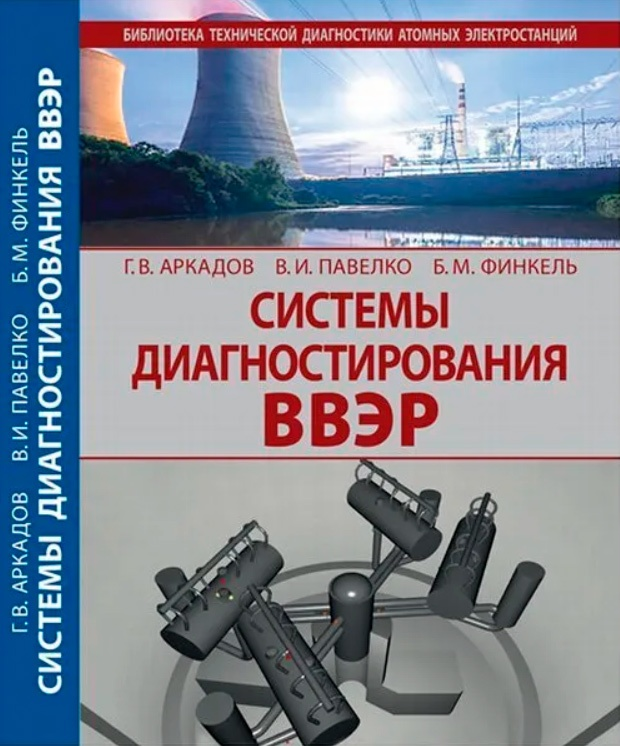 БИБЛИОТЕКА ТЕХНИЧЕСКОЙ ДИАГНОСТИКИ АТОМНЫХ ЭЛЕКТРОСТАНЦИЙ
Г.В. АРКАДОВ В.И. ПАВЕЛКО Б.М. ФИНКЕЛЬ
СИСТЕМЫ
ДИАГНОСТИРОВАНИЯ
ВВЭР
Г.В. АРКАДОВ В.И. ПАВЕЛКО Б.М. ФИНКЕЛЬ
СИСТЕМЫ ДИАГНОСТИРОВАНИЯ ВВЭР